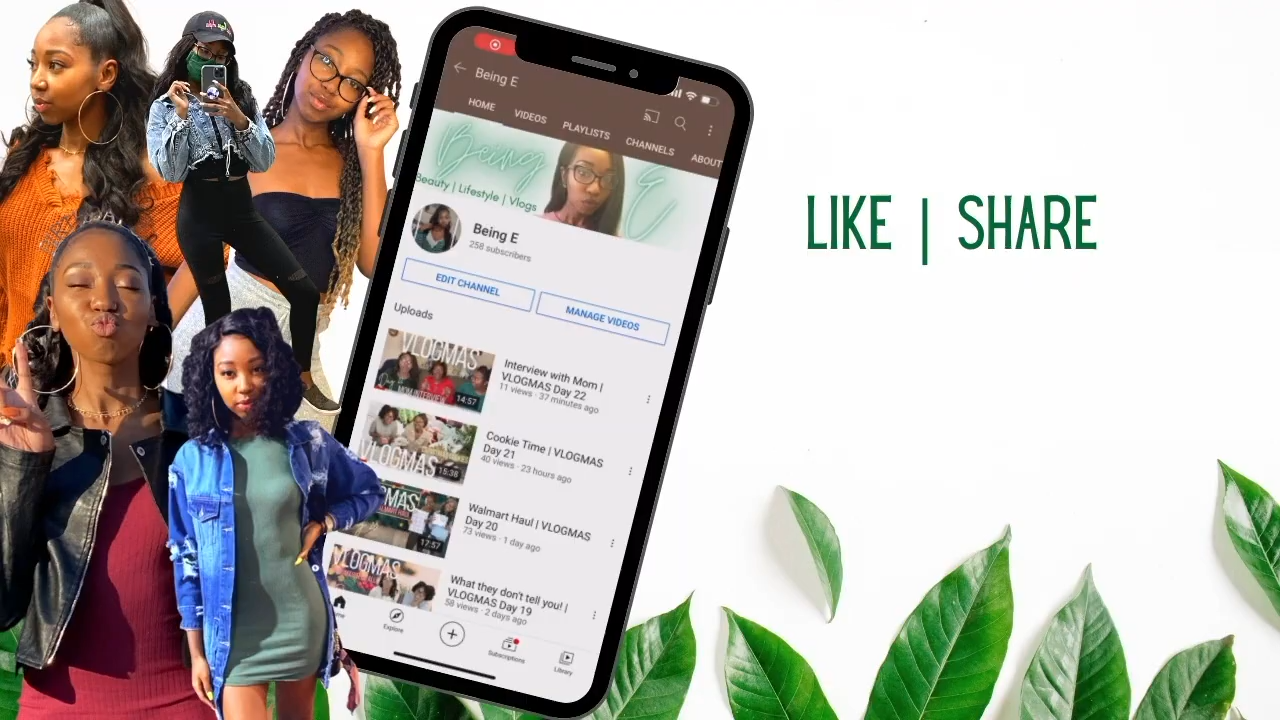 Being E
HOME VIDEOS PLAYLISTS CHANNELS ABOUT
Being E
Beauty | Lifestyle | Vlogs
Being E
258 subscribers
EDIT CHANNEL MANAGE VIDEOS
Uploads
VLOGMAS
MOM INTERVIEW
14:57
Interview with Mom |
VLOGMAS Day 22
11 views · 37 minutes ago
VLOGMAS
15:36
Cookie Time | VLOGMAS
Day 21
40 views · 23 hours ago
17:57
Walmart Haul | VLOGMAS
Day 20
73 views · 1 day ago
VLOGMAS
What they don't tell you! |
VLOGMAS Day 19
58 views · 2 days ago
Explore
Subscriptions
Library
LIKE | SHARE